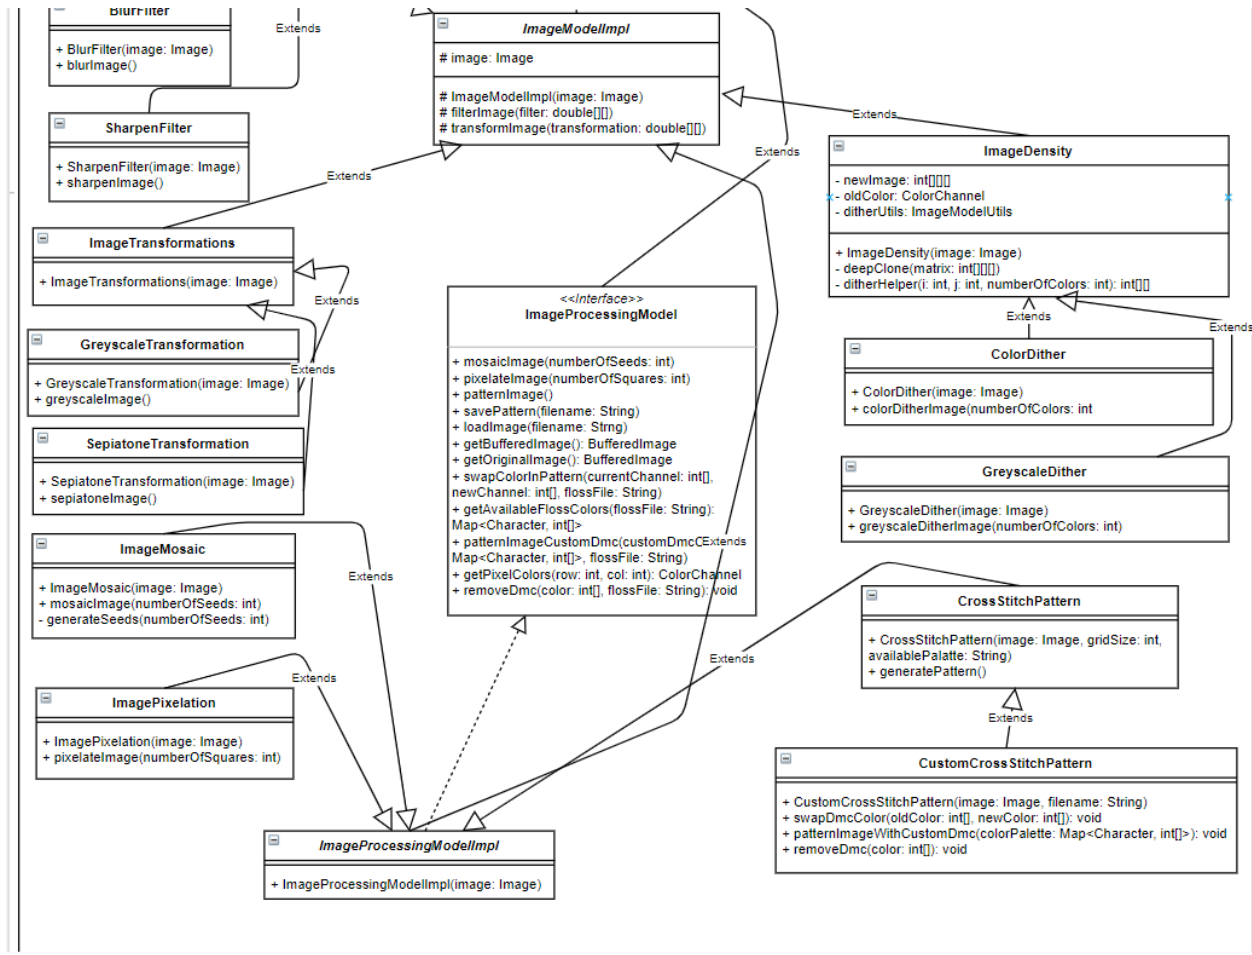 BlurFilter
+ BlurFilter(image: Image)
+ blurImage()
Extends
SharpenFilter
+ SharpenFilter(image: Image)
+ sharpenImage()
ImageModelImpl
# image: Image
# ImageModelImpl(image: Image)
# filterImage(filter: double[][])
# transformImage(transformation: double[][])
Extends
Extends
Extends
ImageDensity
- newImage: int[][][]
- oldColor: ColorChannel
- ditherUtils: ImageModelUtils
+ ImageDensity(image: Image)
- deepClone(matrix: int[][][])
- ditherHelper(i: int, j: int, numberOfColors: int): int[][]
ImageTransformations
+ ImageTransformations(image: Image)
Extends
GreyscaleTransformation
+ GreyscaleTransformation(image: Image)
+ greyscaleImage()
Extends
SepiatoneTransformation
+ SepiatoneTransformation(image: Image)
+ sepiatoneImage()
<<Interface>>
ImageProcessingModel
+ mosaicImage(numberOfSeeds: int)
+ pixelateImage(numberOfSquares: int)
+ patternImage()
+ savePattern(filename: String)
+ loadImage(filename: Strng)
+ getBufferedImage(): BufferedImage
+ getOriginalImage(): BufferedImage
+ swapColorInPattern(currentChannel: int[],
newChannel: int[], flossFile: String)
+ getAvailableFlossColors(flossFile: String):
Map<Character, int[]>
+ patternImageCustomDmc(customDmcC
Extends
Map<Character, int[]>, flossFile: String)
+ getPixelColors(row: int, col: int): ColorChannel
+ removeDmc(color: int[], flossFile: String): void
Extends
Extends
ColorDither
+ ColorDither(image: Image)
+ colorDitherImage(numberOfColors: int
GreyscaleDither
+ GreyscaleDither(image: Image)
+ greyscaleDitherImage(numberOfColors: int)
ImageMosaic
+ ImageMosaic(image: Image)
+ mosaicImage(numberOfSeeds: int)
- generateSeeds(numberOfSeeds: int)
Extends
CrossStitchPattern
+ CrossStitchPattern(image: Image, gridSize: int,
availablePalatte: String)
+ generatePattern()
Extends
Extends
ImagePixelation
+ ImagePixelation(image: Image)
+ pixelateImage(numberOfSquares: int)
Extends
CustomCrossStitchPattern
+ CustomCrossStitchPattern(image: Image, filename: String)
+ swapDmcColor(oldColor: int[], newColor: int[]): void
+ patternImageWithCustomDmc(colorPalette: Map<Character, int[]>): void
+ removeDmc(color: int[]): void
ImageProcessingModelImpl
+ ImageProcessingModelImpl(image: Image)